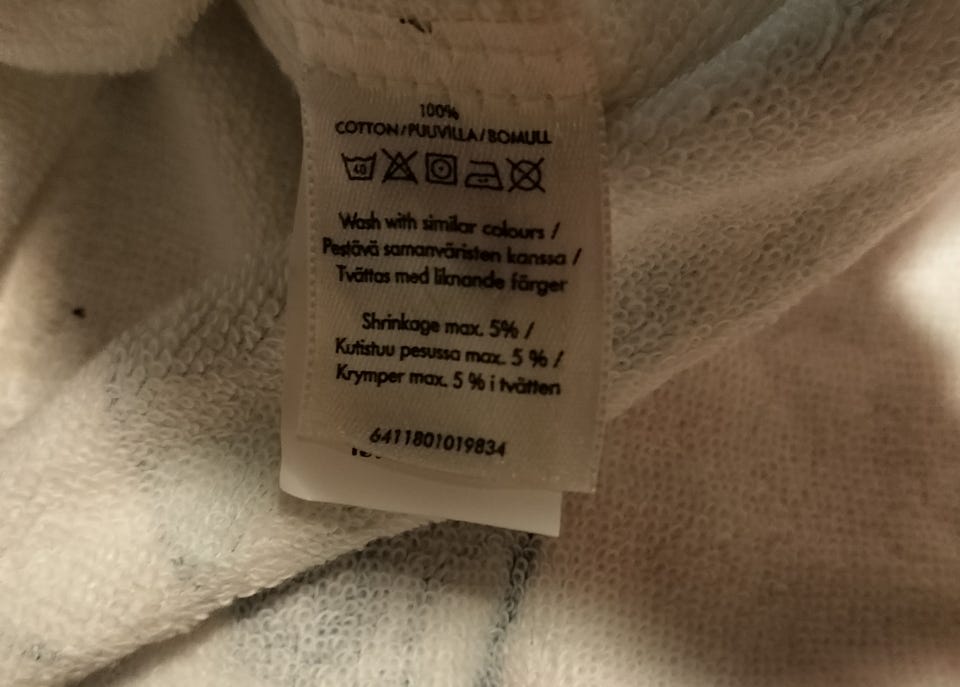 100%
COTTON/PUUVILLA/BOMULL
40
Wash with similar colours /
Pestävä samanväristen kanssa /
Tvättas med liknande färger
Shrinkage max. 5% /
Kutistuu pesussa max. 5 % /
Krymper max. 5 % i tvätten
6411801019834